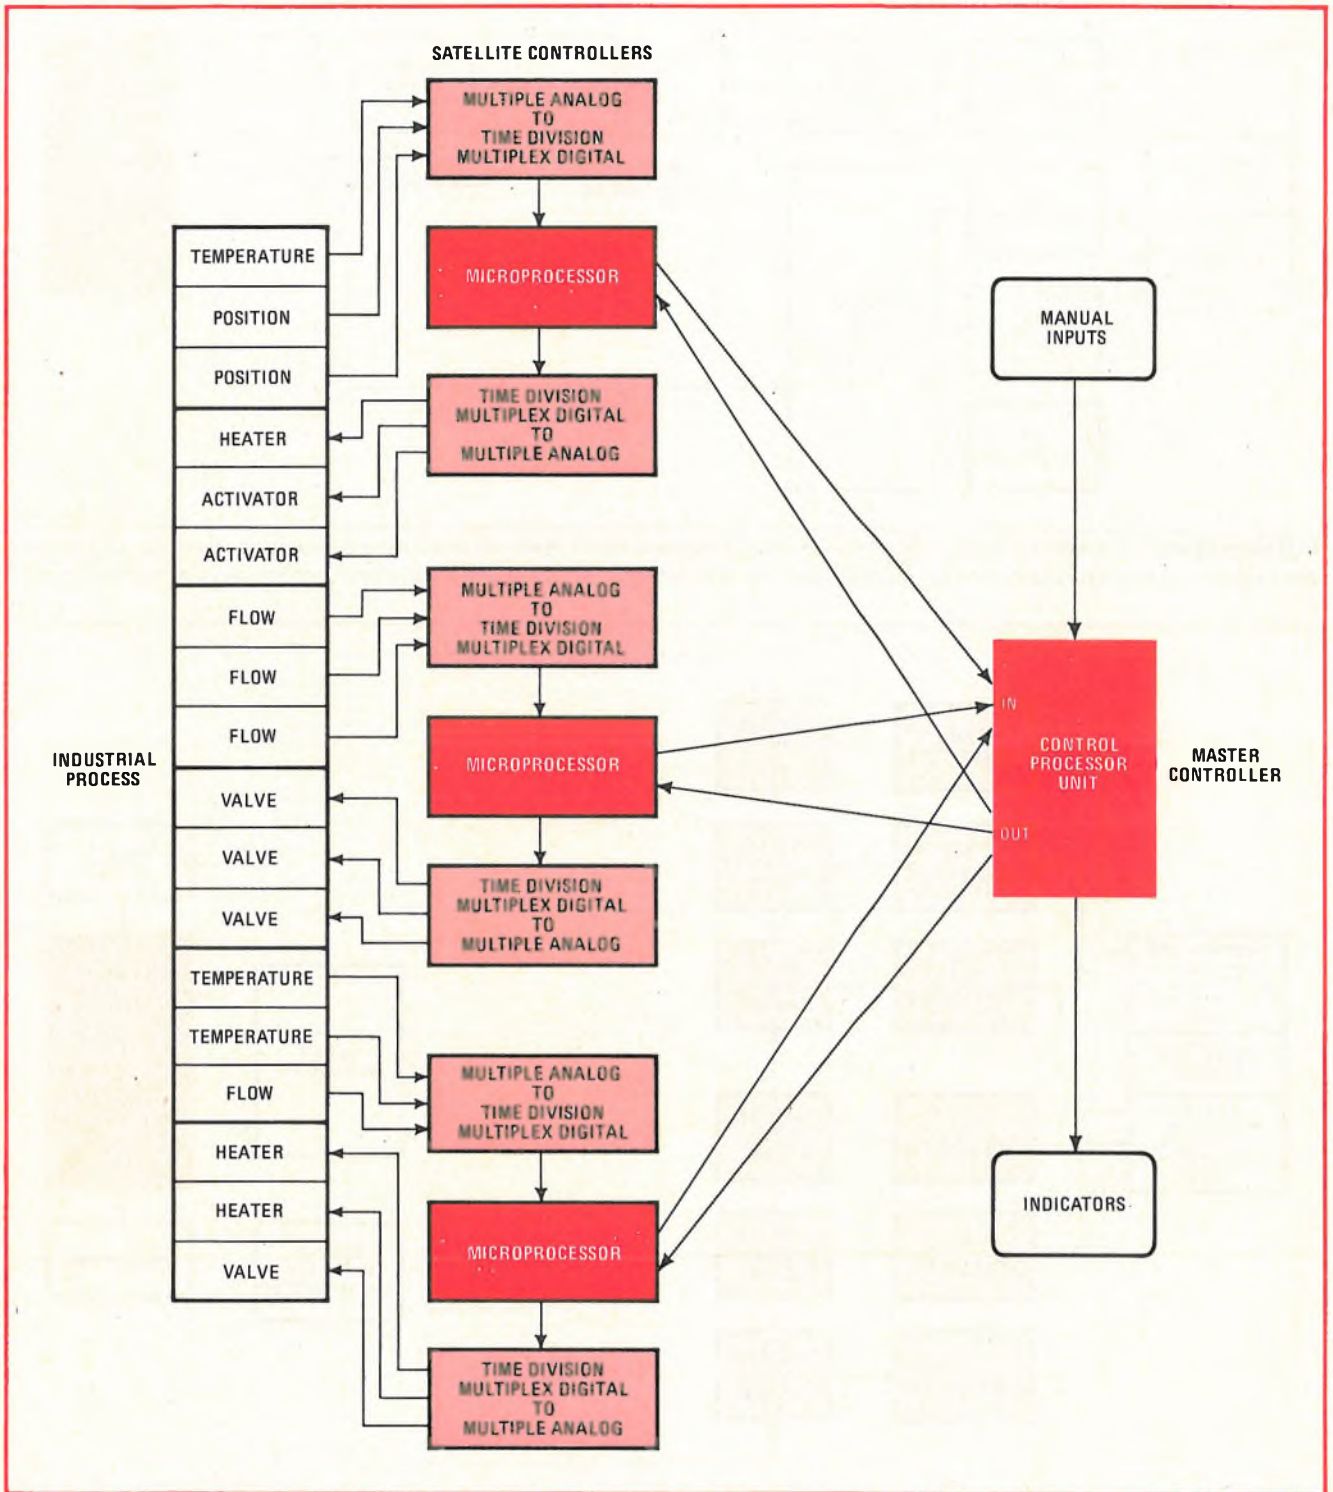 SATELLITE CONTROLLERS
MULTIPLE ANALOG
TO
TIME DIVISION
MULTIPLEX DIGITAL
MICROPROCESSOR
TIME DIVISION
MULTIPLEX DIGITAL
TO
MULTIPLE ANALOG
MULTIPLE ANALOG
TO
TIME DIVISION
MULTIPLEX DIGITAL
MICROPROCESSOR
TIME DIVISION
MULTIPLEX DIGITAL
TO
MULTIPLE ANALOG
MULTIPLE ANALOG
TO
TIME DIVISION
MULTIPLEX DIGITAL
MICROPROCESSOR
TIME DIVISION
MULTIPLEX DIGITAL
TO
MULTIPLE ANALOG
INDUSTRIAL
PROCESS
TEMPERATURE
POSITION
POSITION
HEATER
ACTIVATOR
ACTIVATOR
FLOW
FLOW
FLOW
VALVE
VALVE
VALVE
TEMPERATURE
TEMPERATURE
FLOW
HEATER
HEATER
VALVE
MANUAL
INPUTS
IN
CONTROL
PROCESSOR
UNIT
OUT
MASTER
CONTROLLER
INDICATORS